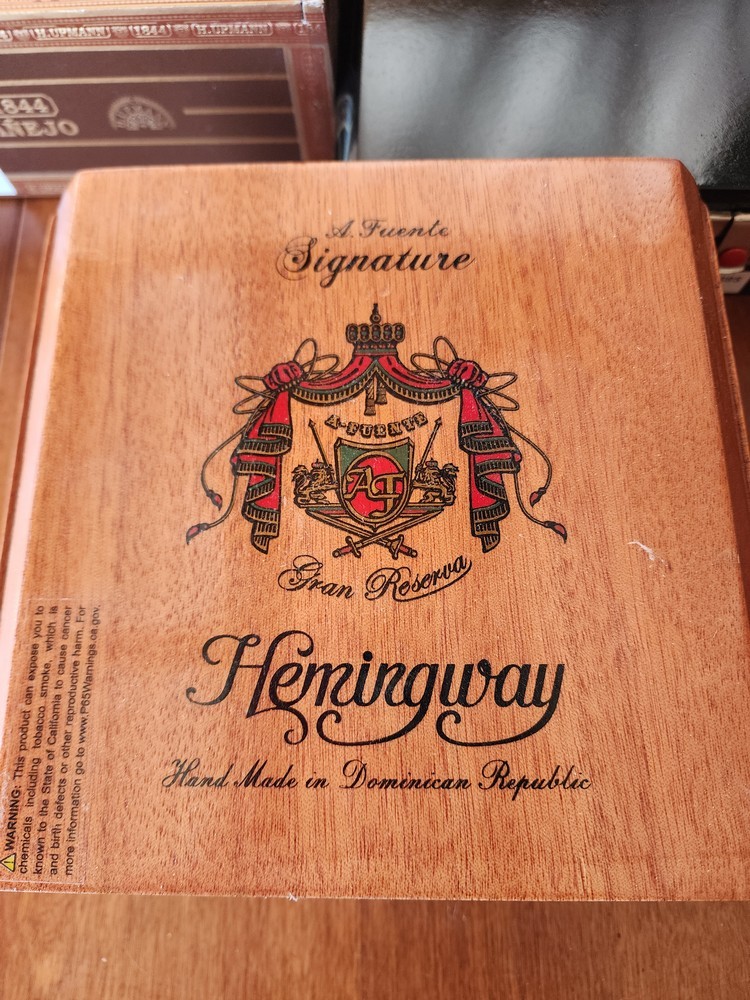 H.UPMANN 1844 H.UPMANN
1844
AÑEJO
A. Fuente
Signature
A·FUENTE
Gran Reserva
Hemingway
Hand Made in Dominican Republic
WARNING: This product can expose you to
chemicals including tobacco smoke, which is
known to the State of California to cause cancer
and birth defects or other reproductive harm. For
more information go to www.P65Warnings.ca.gov.